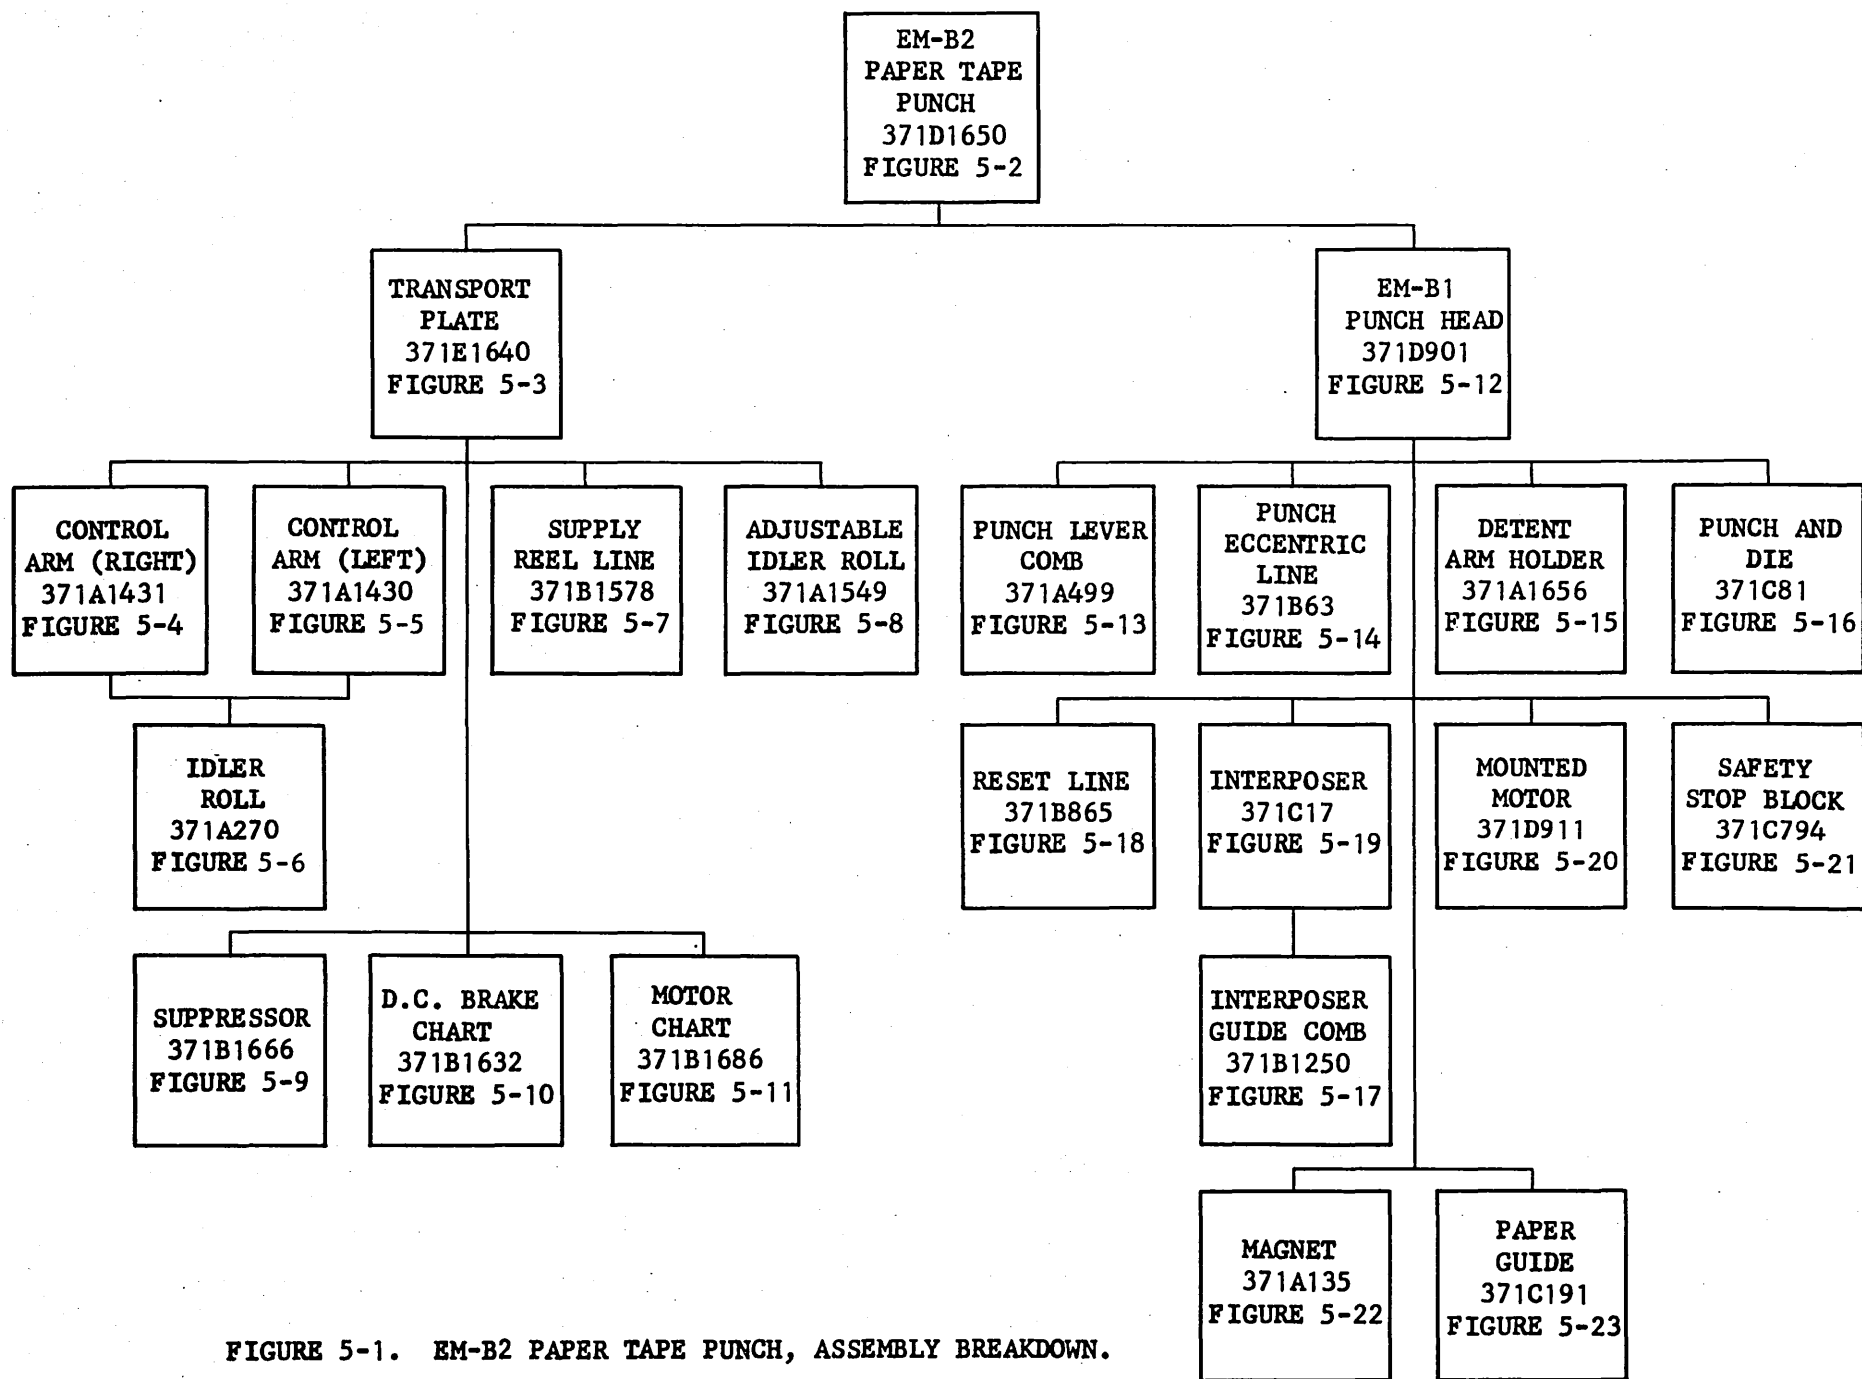 EM-B2
PAPER TAPE
PUNCH
371D1650
FIGURE 5-2
TRANSPORT
PLATE
371E1640
FIGURE 5-3
EM-B1
PUNCH HEAD
371D901
FIGURE 5-12
CONTROL
ARM (RIGHT)
371A1431
FIGURE 5-4
CONTROL
ARM (LEFT)
371A1430
FIGURE 5-5
SUPPLY
REEL LINE
371B1578
FIGURE 5-7
ADJUSTABLE
IDLER ROLL
371A1549
FIGURE 5-8
PUNCH LEVER
COMB
371A499
FIGURE 5-13
PUNCH
ECCENTRIC
LINE
371B63
FIGURE 5-14
DETENT
ARM HOLDER
371A1656
FIGURE 5-15
PUNCH AND
DIE
371C81
FIGURE 5-16
IDLER
ROLL
371A270
FIGURE 5-6
RESET LINE
371B865
FIGURE 5-18
INTERPOSER
371C17
FIGURE 5-19
MOUNTED
MOTOR
371D911
FIGURE 5-20
SAFETY
STOP BLOCK
371C794
FIGURE 5-21
SUPPRESSOR
371B1666
FIGURE 5-9
D.C. BRAKE
CHART
371B1632
FIGURE 5-10
MOTOR
CHART
371B1686
FIGURE 5-11
INTERPOSER
GUIDE COMB
371B1250
FIGURE 5-17
MAGNET
371A135
FIGURE 5-22
PAPER
GUIDE
371C191
FIGURE 5-23
FIGURE 5-1. EM-B2 PAPER TAPE PUNCH, ASSEMBLY BREAKDOWN.